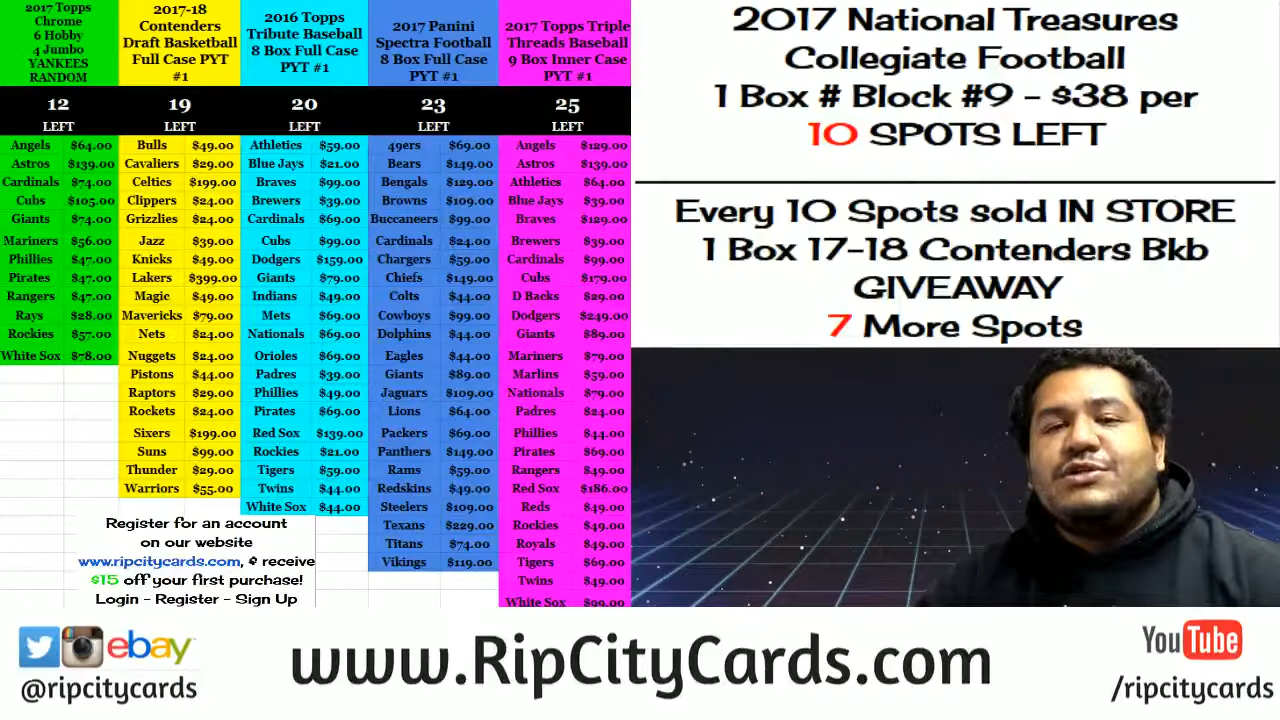 2017 Topps
Chrome
6 Hobby
4 Jumbo
YANKEES
RANDOM
12
LEFT
Angels $64.00
Astros $139.00
Cardinals $74.00
Cubs $105.00
Giants $74.00
Mariners $56.00
Phillies $47.00
Pirates $47.00
Rangers $47.00
Rays $28.00
Rockies $57.00
White Sox $78.00
2017-18
Contenders
Draft Basketball
Full Case PYT
#1
19
LEFT
Bulls $49.00
Cavaliers $29.00
Celtics $199.00
Clippers $24.00
Grizzlies $24.00
Jazz $39.00
Knicks $49.00
Lakers $399.00
Magic $49.00
Mavericks $79.00
Nets $24.00
Nuggets $24.00
Pistons $44.00
Raptors $29.00
Rockets $24.00
Sixers $199.00
Suns $99.00
Thunder $29.00
Warriors $55.00
2016 Topps
Tribute Baseball
8 Box Full Case
PYT #1
20
LEFT
Athletics $59.00
Blue Jays $21.00
Braves $99.00
Brewers $39.00
Cardinals $69.00
Cubs $99.00
Dodgers $159.00
Giants $79.00
Indians $49.00
Mets $69.00
Nationals $69.00
Orioles $69.00
Padres $39.00
Phillies $49.00
Pirates $69.00
Red Sox $139.00
Rockies $21.00
Tigers $59.00
Twins $44.00
White Sox $44.00
2017 Panini
Spectra Football
8 Box Full Case
PYT #1
23
LEFT
49ers $69.00
Bears $149.00
Bengals $129.00
Browns $109.00
Buccaneers $99.00
Cardinals $24.00
Chargers $59.00
Chiefs $149.00
Colts $44.00
Cowboys $99.00
Dolphins $44.00
Eagles $44.00
Giants $89.00
Jaguars $109.00
Lions $64.00
Packers $69.00
Panthers $149.00
Rams $59.00
Redskins $49.00
Steelers $109.00
Texans $229.00
Titans $74.00
Vikings $119.00
2017 Topps Triple
Threads Baseball
9 Box Inner Case
PYT #1
25
LEFT
Angels $129.00
Astros $139.00
Athletics $64.00
Blue Jays $39.00
Braves $129.00
Brewers $39.00
Cardinals $99.00
Cubs $179.00
D Backs $29.00
Dodgers $249.00
Giants $89.00
Mariners $79.00
Marlins $59.00
Nationals $79.00
Padres $24.00
Phillies $44.00
Pirates $69.00
Rangers $49.00
Red Sox $186.00
Reds $49.00
Rockies $49.00
Royals $49.00
Tigers $69.00
Twins $49.00
White Sox $99.00
Register for an account
on our website
www.ripcitycards.com, & receive
$15 off your first purchase!
Login - Register - Sign Up
2017 National Treasures
Collegiate Football
1 Box # Block #9 - $38 per
10 SPOTS LEFT
Every 10 Spots sold IN STORE
1 Box 17-18 Contenders Bkb
GIVEAWAY
7 More Spots
ebay
@ripcitycards
www.RipCityCards.com
YouTube
/ripcitycards